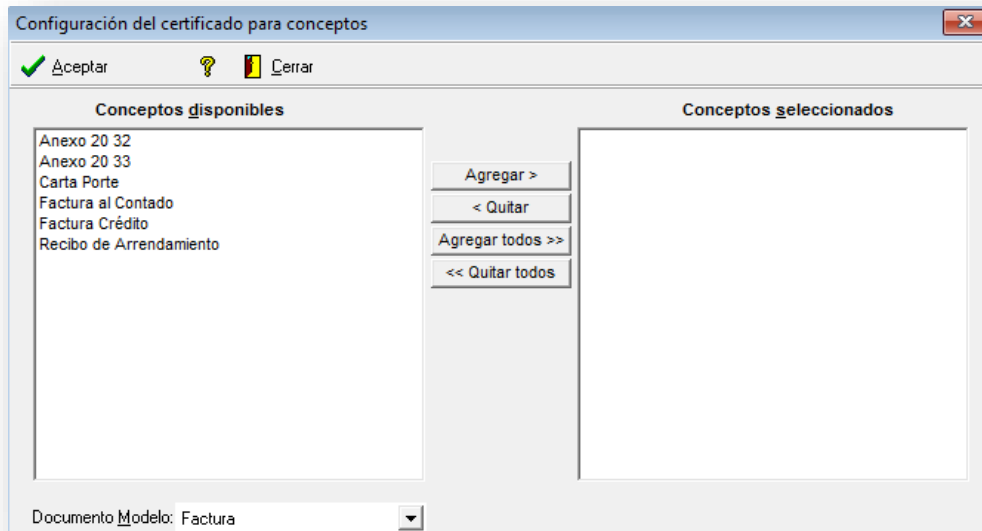 Configuración del certificado para conceptos
Aceptar ? Cerrar
Conceptos disponibles Conceptos seleccionados
Anexo 20 32
Anexo 20 33
Carta Porte
Factura al Contado
Factura Crédito
Recibo de Arrendamiento
Agregar >
< Quitar
Agregar todos >>
<< Quitar todos
Documento Modelo: Factura